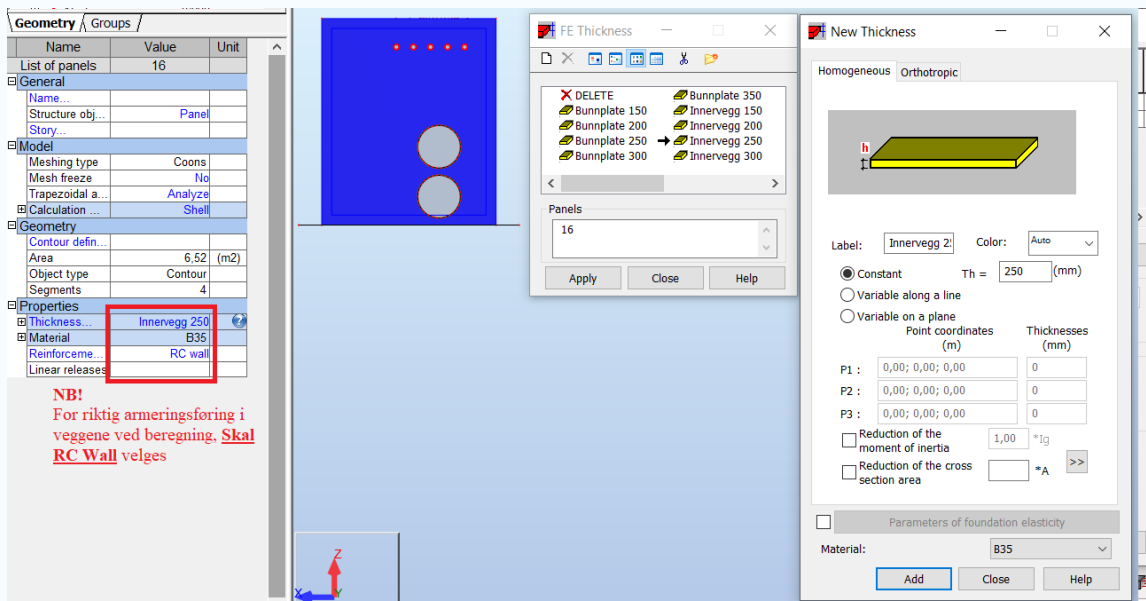 Geometry / Groups /
Name Value Unit
List of panels 16
General
Name...
Structure obj... Panel
Story...
Model
Meshing type Coons
Mesh freeze No
Trapezoidal a... Analyze
Calculation ... Shell
Geometry
Contour defin...
Area 6,52 (m2)
Object type Contour
Segments 4
Properties
Thickness... Innervegg 250
Material B35
Reinforceme... RC wall
Linear releases
NB!
For riktig armeringsføring i
veggene ved beregning, Skal
RC Wall velges
Z
X Y
FE Thickness
DELETE Bunnplate 350
Bunnplate 150 Innervegg 150
Bunnplate 200 Innervegg 200
Bunnplate 250 Innervegg 250
Bunnplate 300 Innervegg 300
Panels
16
Apply Close Help
New Thickness
Homogeneous Orthotropic
h
Label: Innervegg 2! Color: Auto
Constant Th = 250 (mm)
Variable along a line
Variable on a plane
Point coordinates Thicknesses
(m) (mm)
P1 : 0,00; 0,00; 0,00 0
P2 : 0,00; 0,00; 0,00 0
P3 : 0,00; 0,00; 0,00 0
Reduction of the
moment of inertia 1,00 *Ig
Reduction of the cross
section area *A >>
Parameters of foundation elasticity
Material: B35
Add Close Help